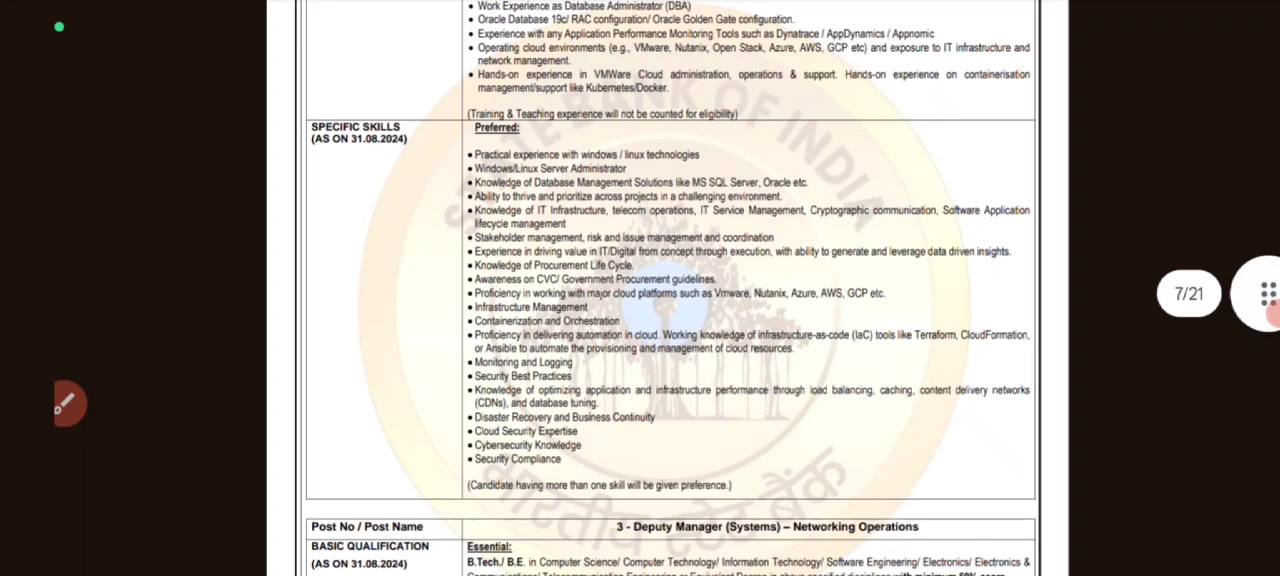 • Work Experience as Database Administrator (DBA)
• Oracle Database 19c/ RAC configuration/ Oracle Golden Gate configuration.
• Experience with any Application Performance Monitoring Tools such as Dynatrace / AppDynamics / Appnomic
• Operating cloud environments (e.g., VMware, Nutanix, Open Stack, Azure, AWS, GCP etc) and exposure to IT infrastructure and
network management.
• Hands-on experience in VMWare Cloud administration, operations & support. Hands-on experience on containerisation
management/support like Kubernetes/Docker.
(Training & Teaching experience will not be counted for eligibility)
SPECIFIC SKILLS
(AS ON 31.08.2024)
Preferred:
• Practical experience with windows / linux technologies
• Windows/Linux Server Administrator
• Knowledge of Database Management Solutions like MS SQL Server, Oracle etc.
• Ability to thrive and prioritize across projects in a challenging environment.
• Knowledge of IT Infrastructure, telecom operations, IT Service Management, Cryptographic communication, Software Application
lifecycle management
• Stakeholder management, risk and issue management and coordination
• Experience in driving value in IT/Digital from concept through execution, with ability to generate and leverage data driven insights.
• Knowledge of Procurement Life Cycle.
• Awareness on CVC/ Government Procurement guidelines.
• Proficiency in working with major cloud platforms such as Vmware, Nutanix, Azure, AWS, GCP etc.
• Infrastructure Management
• Containerization and Orchestration
• Proficiency in delivering automation in cloud. Working knowledge of infrastructure-as-code (IaC) tools like Terraform, CloudFormation,
or Ansible to automate the provisioning and management of cloud resources.
• Monitoring and Logging
• Security Best Practices
• Knowledge of optimizing application and infrastructure performance through load balancing, caching, content delivery networks
(CDNs), and database tuning.
• Disaster Recovery and Business Continuity
• Cloud Security Expertise
• Cybersecurity Knowledge
• Security Compliance
(Candidate having more than one skill will be given preference.)
Post No / Post Name
3 - Deputy Manager (Systems) – Networking Operations
BASIC QUALIFICATION
(AS ON 31.08.2024)
Essential:
B.Tech./ B.E. in Computer Science/ Computer Technology/ Information Technology/ Software Engineering/ Electronics/ Electronics &
7/21
STATE BANK OF INDIA
भारतीय स्टेट बैंक